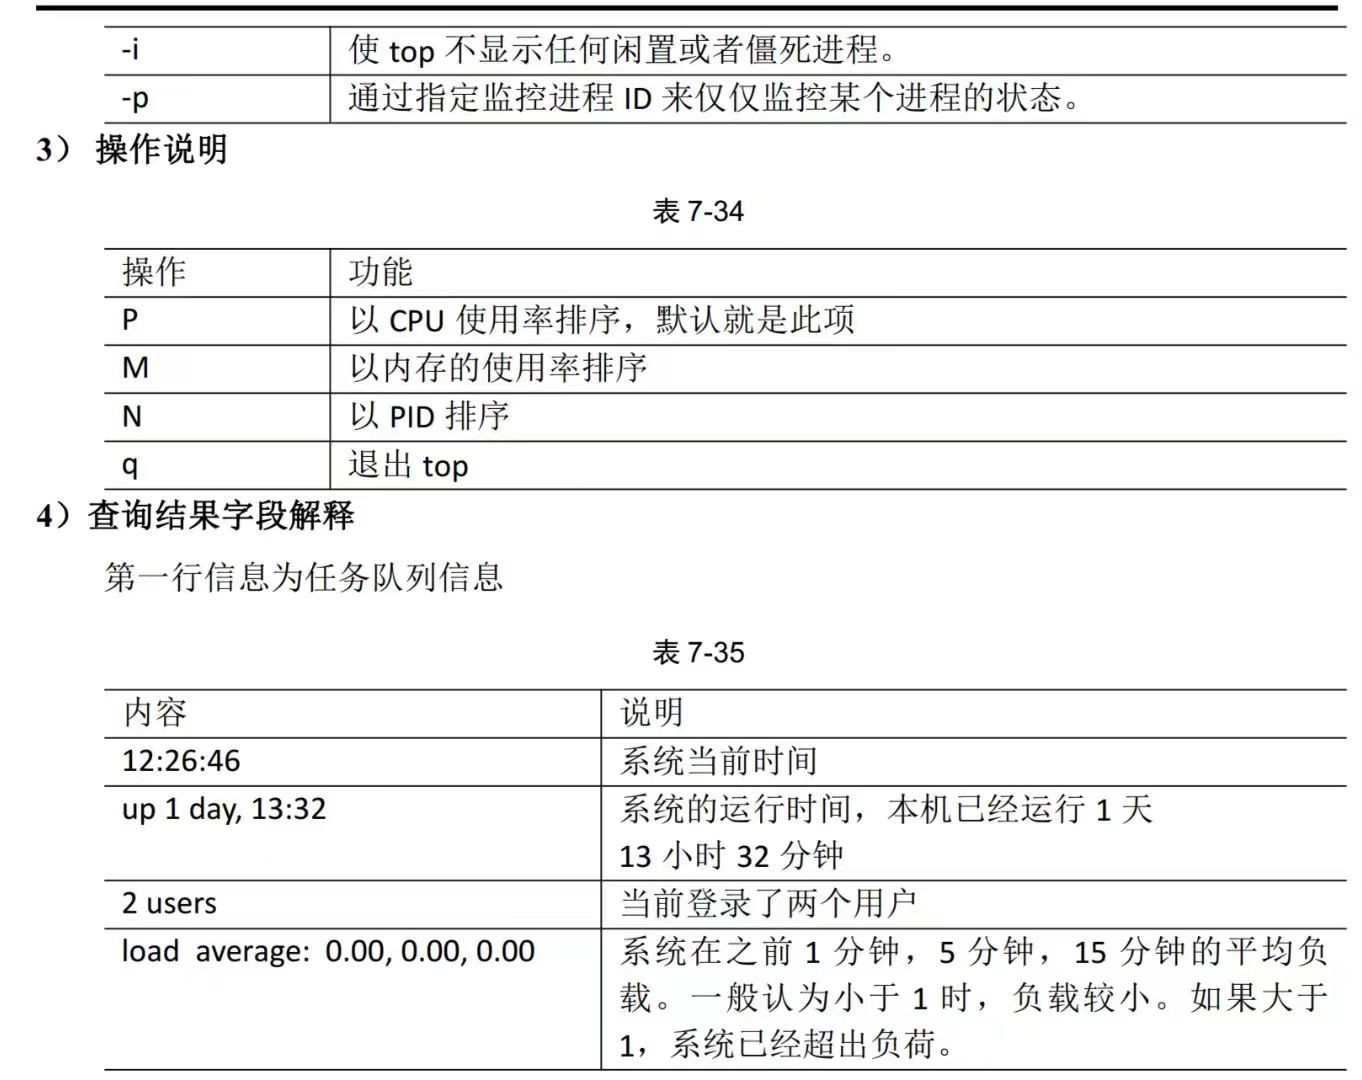 -i 使 top 不显示任何闲置或者僵死进程。
-p 通过指定监控进程 ID 来仅仅监控某个进程的状态。
3） 操作说明
表 7-34
操作 功能
P 以 CPU 使用率排序，默认就是此项
M 以内存的使用率排序
N 以 PID 排序
q 退出 top
4）查询结果字段解释
第一行信息为任务队列信息
表 7-35
内容 说明
12:26:46 系统当前时间
up 1 day, 13:32 系统的运行时间，本机已经运行 1 天
13 小时 32 分钟
2 users 当前登录了两个用户
load average: 0.00, 0.00, 0.00 系统在之前 1 分钟，5 分钟，15 分钟的平均负
载。一般认为小于 1 时，负载较小。如果大于
1，系统已经超出负荷。